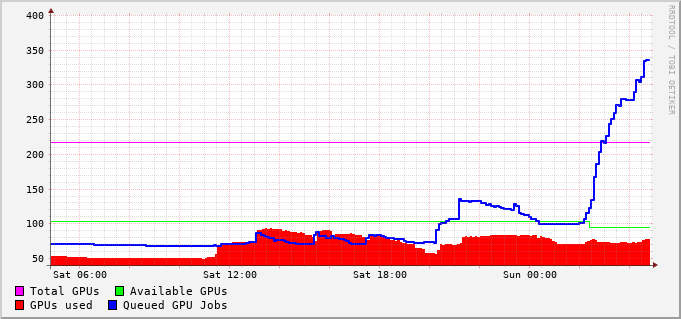 400
350
300
250
200
150
100
50
Sat 06:00 Sat 12:00 Sat 18:00 Sun 00:00
Total GPUs Available GPUs
GPUs used Queued GPU Jobs
RRDTOOL / TOBI OETIKER